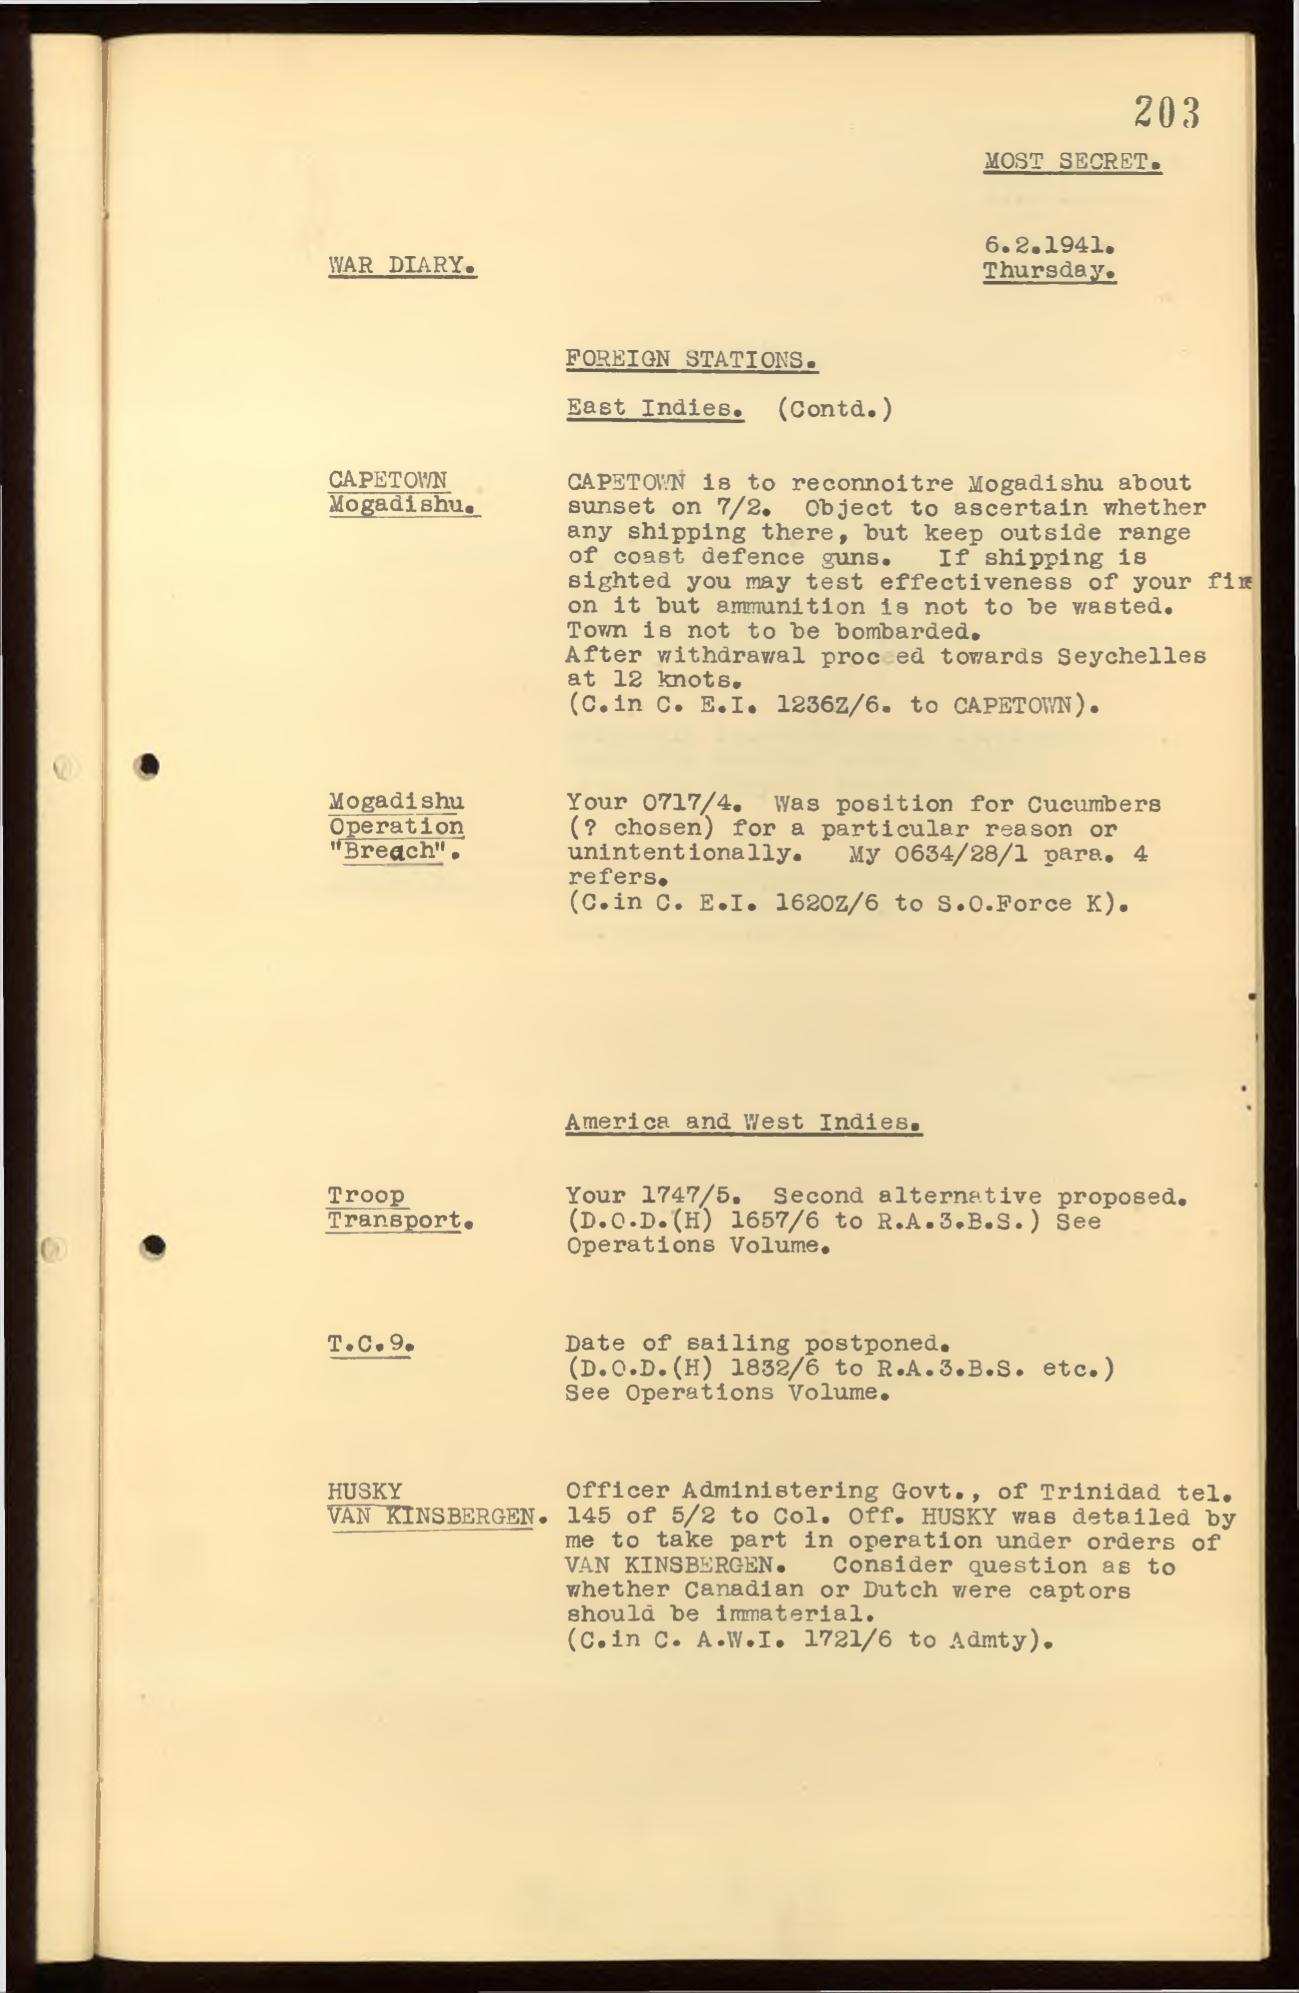 203
MOST SECRET.
6.2.1941.
WAR DIARY.
Thursday.
FOREIGN STATIONS.
East Indies. (Contd.)
CAPETOWN
Mogadishu.
CAPETOWN is to reconnoitre Mogadishu about
sunset on 7/2. Object to ascertain whether
any shipping there, but keep outside range
of coast defence guns. If shipping is
sighted you may test effectiveness of your fire
on it but ammunition is not to be wasted.
Town is not to be bombarded.
After withdrawal proceed towards Seychelles
at 12 knots.
(C.in C. E.I. 1236Z/6. to CAPETOWN).
Mogadishu
Operation
"Breach".
Your 0717/4. Was position for Cucumbers
(? chosen) for a particular reason or
unintentionally. My 0634/28/1 para. 4
refers.
(C.in C. E.I. 1620Z/6 to S.O.Force K).
America and West Indies.
Troop
Transport.
Your 1747/5. Second alternative proposed.
(D.O.D.(H) 1657/6 to R.A.3.B.S.) See
Operations Volume.
T.C.9.
Date of sailing postponed.
(D.O.D.(H) 1832/6 to R.A.3.B.S. etc.)
See Operations Volume.
HUSKY
VAN KINSBERGEN.
Officer Administering Govt., of Trinidad tel.
145 of 5/2 to Col. Off. HUSKY was detailed by
me to take part in operation under orders of
VAN KINSBERGEN. Consider question as to
whether Canadian or Dutch were captors
should be immaterial.
(C.in C. A.W.I. 1721/6 to Admty).